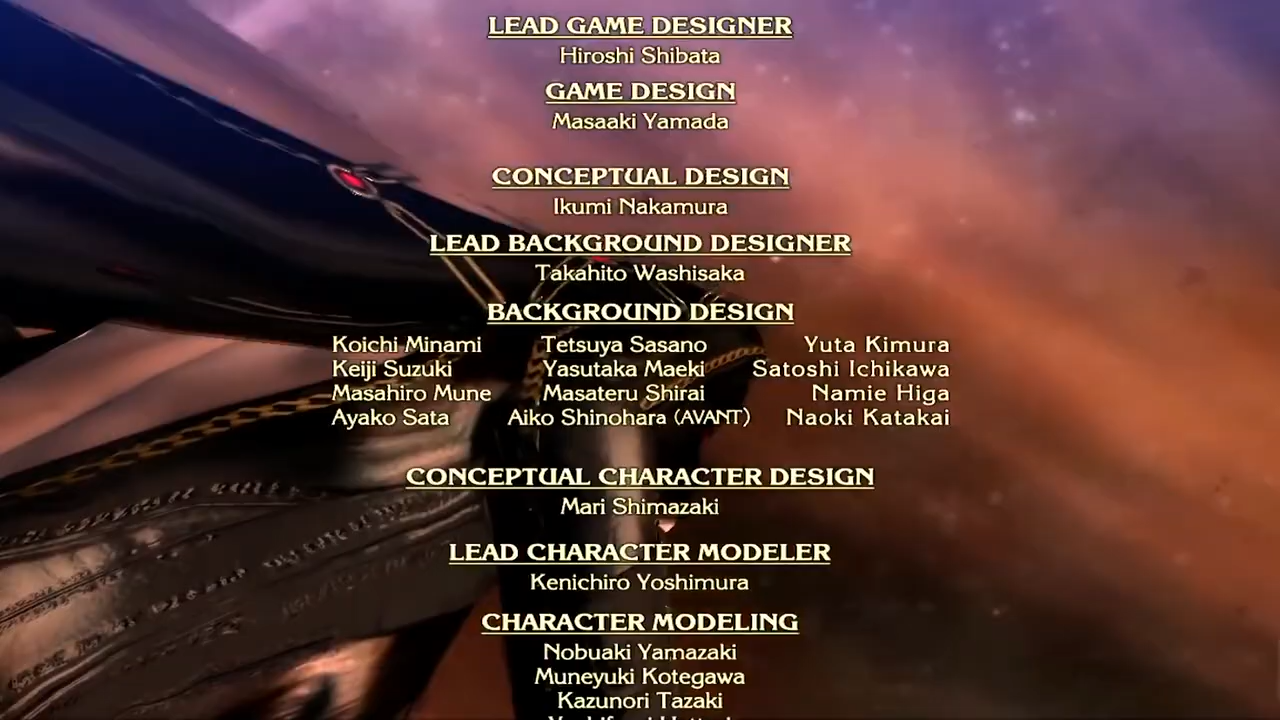 LEAD GAME DESIGNER
Hiroshi Shibata
GAME DESIGN
Masaaki Yamada
CONCEPTUAL DESIGN
Ikumi Nakamura
LEAD BACKGROUND DESIGNER
Takahito Washisaka
BACKGROUND DESIGN
Koichi Minami Tetsuya Sasano Yuta Kimura
Keiji Suzuki Yasutaka Maeki Satoshi Ichikawa
Masahiro Mune Masateru Shirai Namie Higa
Ayako Sata Aiko Shinohara (AVANT) Naoki Katakai
CONCEPTUAL CHARACTER DESIGN
Mari Shimazaki
LEAD CHARACTER MODELER
Kenichiro Yoshimura
CHARACTER MODELING
Nobuaki Yamazaki
Muneyuki Kotegawa
Kazunori Tazaki